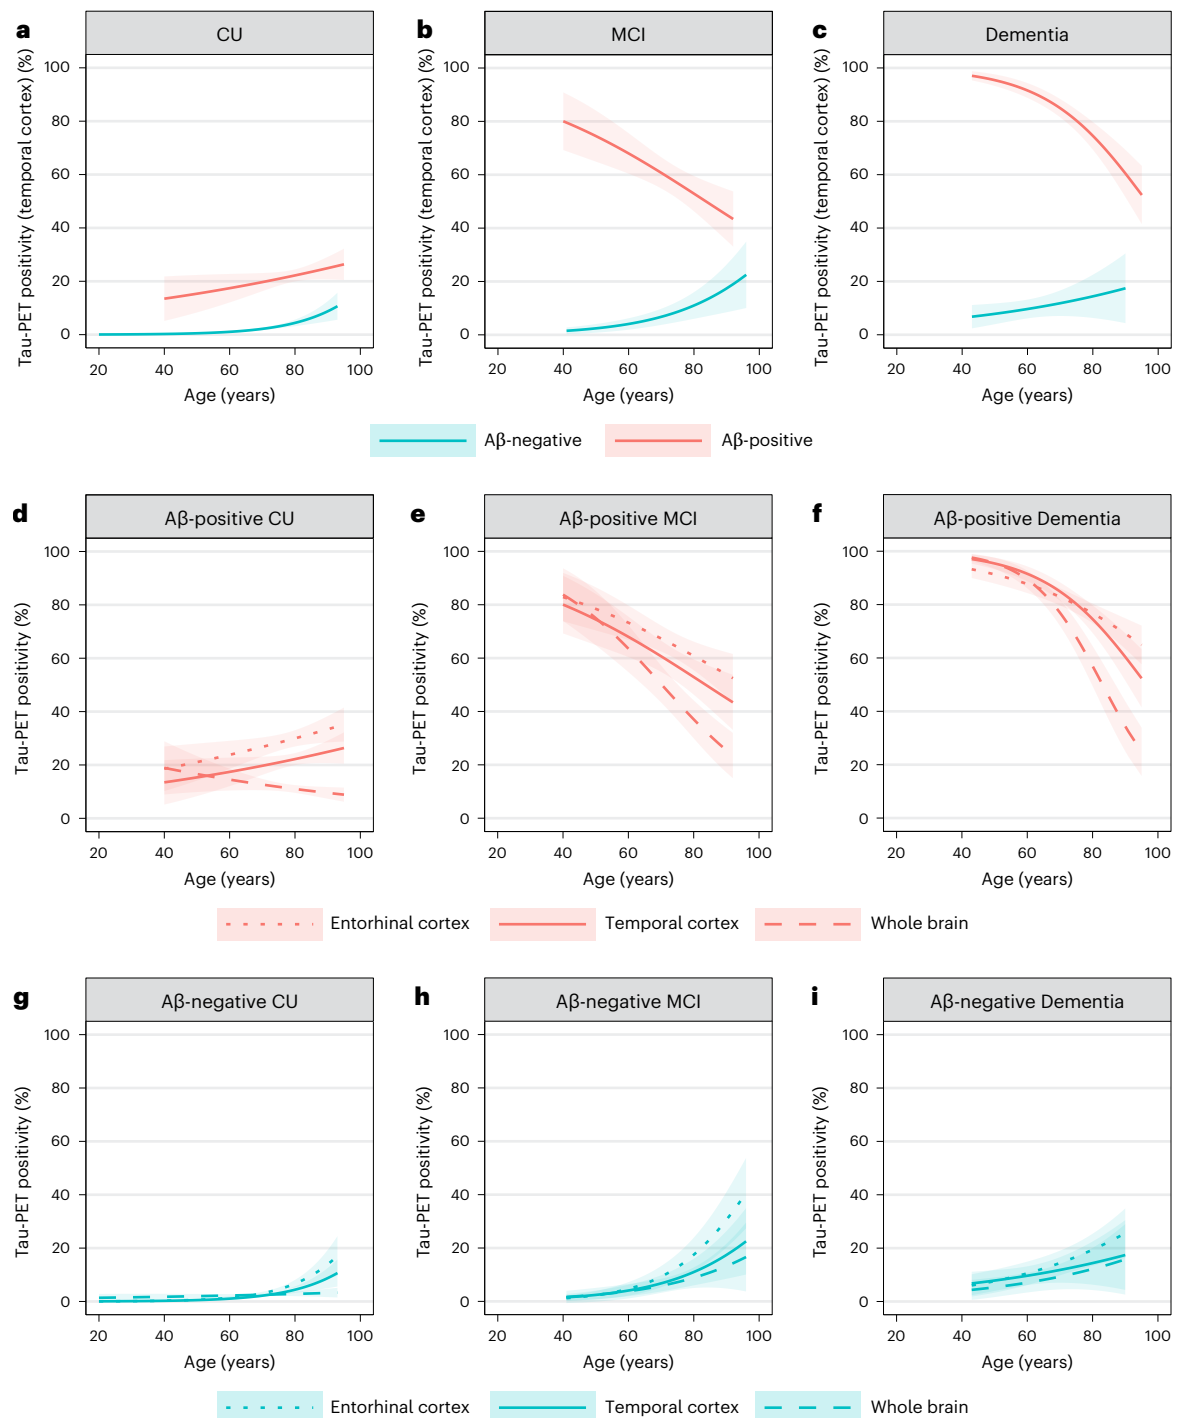 a
CU
Tau-PET positivity (temporal cortex) (%)
100
80
60
40
20
0
20 40 60 80 100
Age (years)
b
MCI
Tau-PET positivity (temporal cortex) (%)
100
80
60
40
20
0
20 40 60 80 100
Age (years)
c
Dementia
Tau-PET positivity (temporal cortex) (%)
100
80
60
40
20
0
20 40 60 80 100
Age (years)
Aβ-negative
Aβ-positive
d
Aβ-positive CU
Tau-PET positivity (%)
100
80
60
40
20
0
20 40 60 80 100
Age (years)
e
Aβ-positive MCI
Tau-PET positivity (%)
100
80
60
40
20
0
20 40 60 80 100
Age (years)
f
Aβ-positive Dementia
Tau-PET positivity (%)
100
80
60
40
20
0
20 40 60 80 100
Age (years)
Entorhinal cortex
Temporal cortex
Whole brain
g
Aβ-negative CU
Tau-PET positivity (%)
100
80
60
40
20
0
20 40 60 80 100
Age (years)
h
Aβ-negative MCI
Tau-PET positivity (%)
100
80
60
40
20
0
20 40 60 80 100
Age (years)
i
Aβ-negative Dementia
Tau-PET positivity (%)
100
80
60
40
20
0
20 40 60 80 100
Age (years)
Entorhinal cortex
Temporal cortex
Whole brain